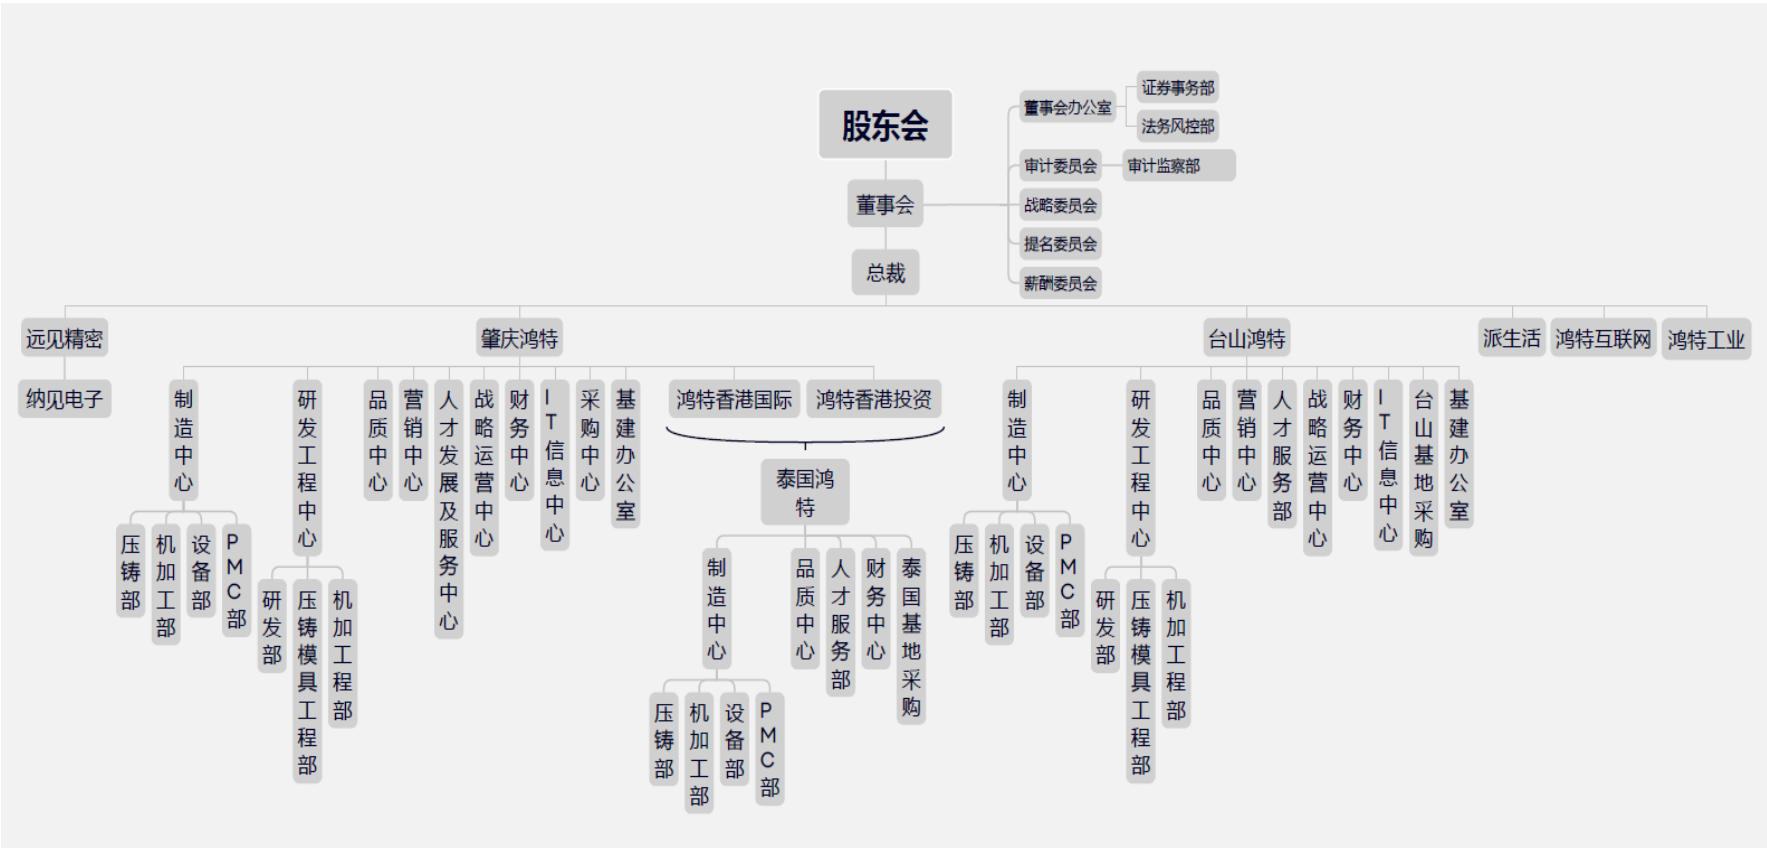 股东会
董事会
总裁
董事会办公室
证券事务部
法务风控部
审计委员会
审计监察部
战略委员会
提名委员会
薪酬委员会
远见精密
肇庆鸿特
台山鸿特
派生活
鸿特互联网
鸿特工业
纳见电子
制造中心
研发工程中心
品质中心
营销中心
人才发展及服务中心
战略运营中心
财务中心
IT信息中心
采购中心
基建办公室
鸿特香港国际
鸿特香港投资
制造中心
研发工程中心
品质中心
营销中心
人才服务部
战略运营中心
财务中心
IT信息中心
台山基地采购
基建办公室
泰国鸿
特
压铸部
机加工部
设备部
PMC部
研发部
压铸模具工程部
机加工程部
制造中心
品质中心
人才服务部
财务中心
泰国基地采购
压铸部
机加工部
设备部
PMC部
压铸部
机加工部
设备部
PMC部
研发部
压铸模具工程部
机加工程部